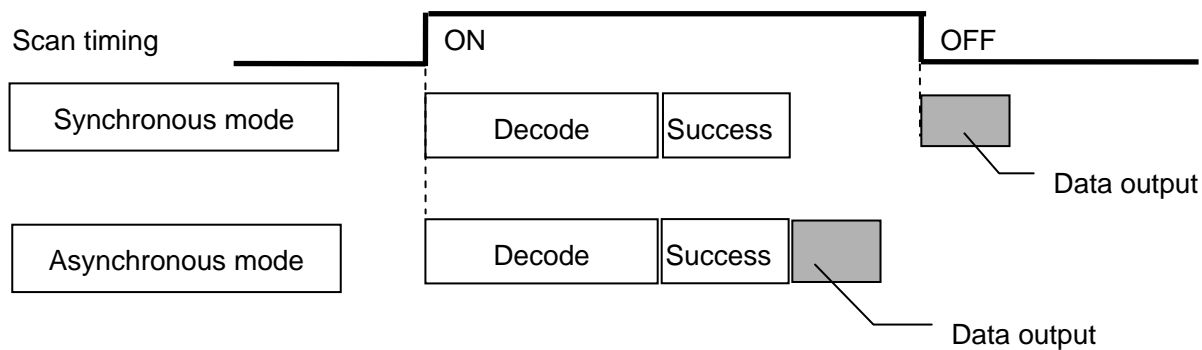 Scan timing
ON
OFF
Synchronous mode
Decode
Success
Data output
Asynchronous mode
Decode
Success
Data output